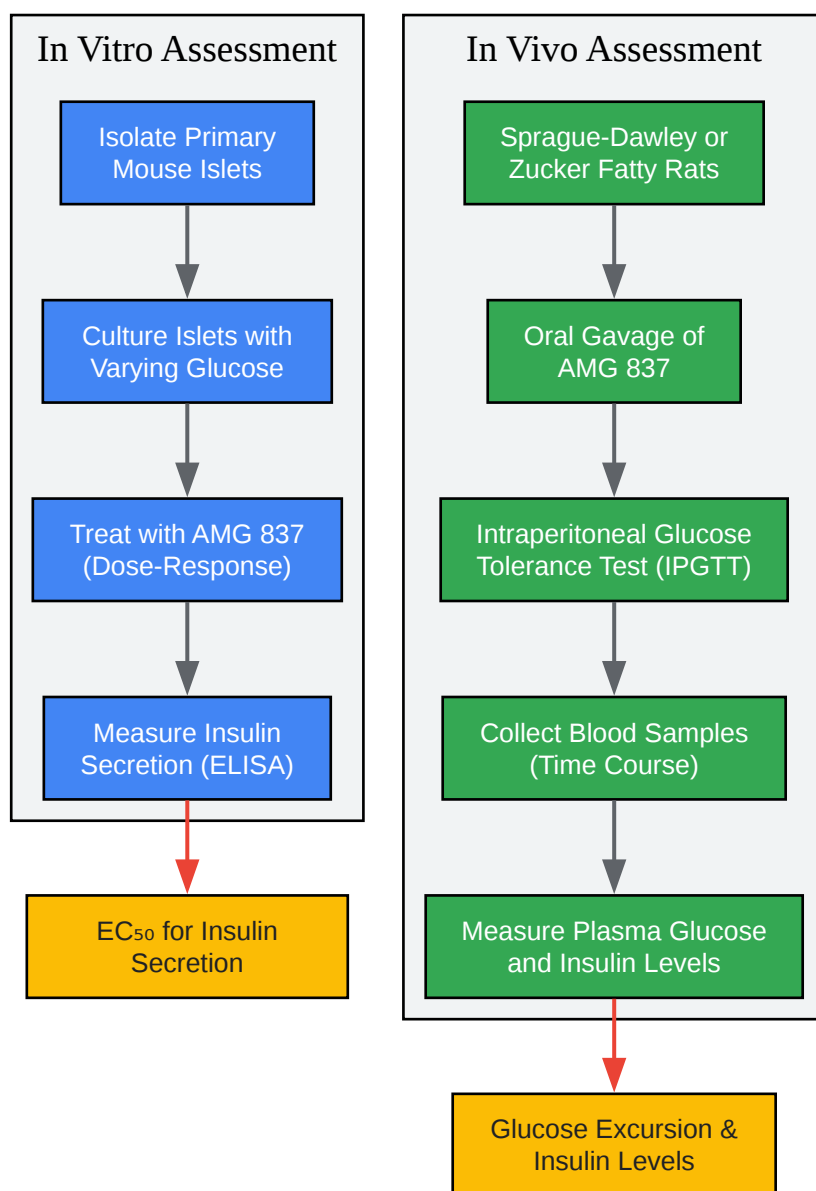 In Vitro Assessment
Isolate Primary
Mouse Islets
Culture Islets with
Varying Glucose
Treat with AMG 837
(Dose-Response)
Measure Insulin
Secretion (ELISA)
EC₅₀ for Insulin
Secretion
In Vivo Assessment
Sprague-Dawley or
Zucker Fatty Rats
Oral Gavage of
AMG 837
Intraperitoneal Glucose
Tolerance Test (IPGTT)
Collect Blood Samples
(Time Course)
Measure Plasma Glucose
and Insulin Levels
Glucose Excursion &
Insulin Levels